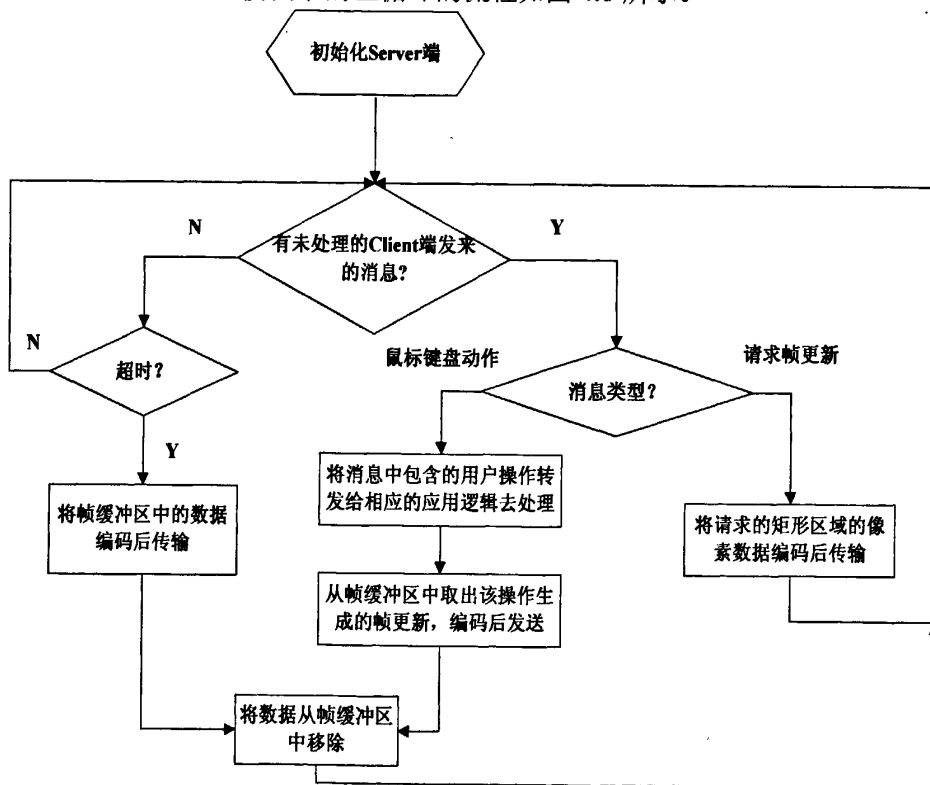 初始化Server端
N
Y
有未处理的Client端发来
的消息?
N
超时?
鼠标键盘动作
请求帧更新
消息类型?
Y
将消息中包含的用户操作转
发给相应的应用逻辑去处理
将帧缓冲区中的数据
编码后传输
将请求的矩形区域的像
素数据编码后传输
从帧缓冲区中取出该操作生
成的帧更新，编码后发送
将数据从帧缓冲区
中移除